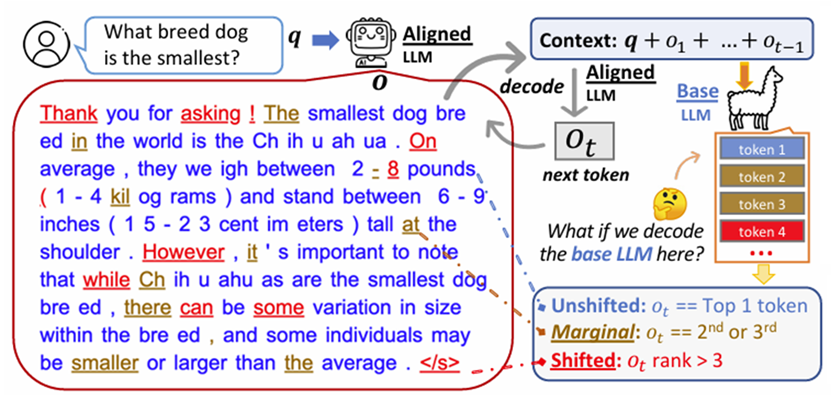 What breed dog
is the smallest?
q
Aligned
LLM
o
Thank you for asking ! The smallest dog bre
ed in the world is the Ch ih u ah ua . On
average , they we igh between 2 - 8 pounds
( 1 - 4 kil og rams ) and stand between 6 - 9
inches ( 1 5 - 2 3 cent im eters ) tall at the
shoulder . However , it ' s important to note
that while Ch ih u ahu as are the smallest dog
bre ed , there can be some variation in size
within the bre ed , and some individuals may
be smaller or larger than the average . </s>
Context: q + o₁ + ... + oₜ₋₁
decode
Aligned
LLM
oₜ
next token
Base
LLM
token 1
token 2
token 3
token 4
...
What if we decode
the base LLM here?
Unshifted: oₜ == Top 1 token
Marginal: oₜ == 2nd or 3rd
Shifted: oₜ rank > 3